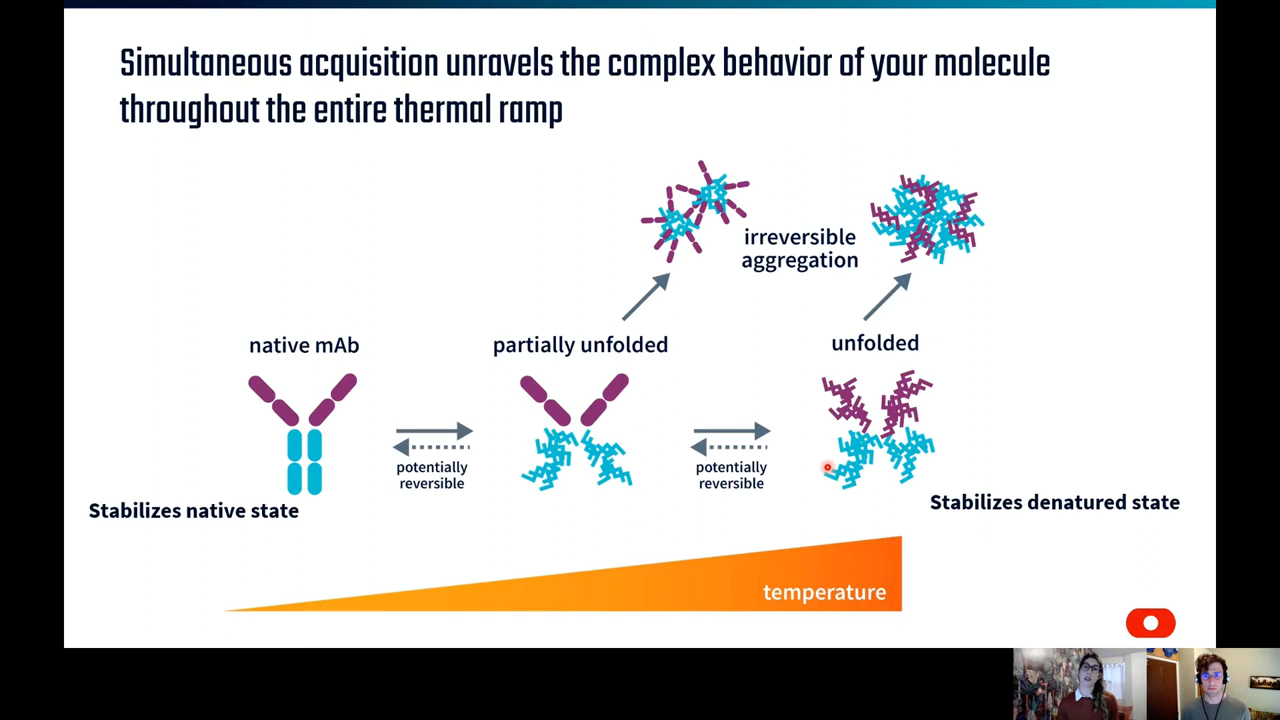 Simultaneous acquisition unravels the complex behavior of your molecule
throughout the entire thermal ramp
irreversible
aggregation
native mAb
partially unfolded
unfolded
potentially
reversible
potentially
reversible
Stabilizes native state
Stabilizes denatured state
temperature